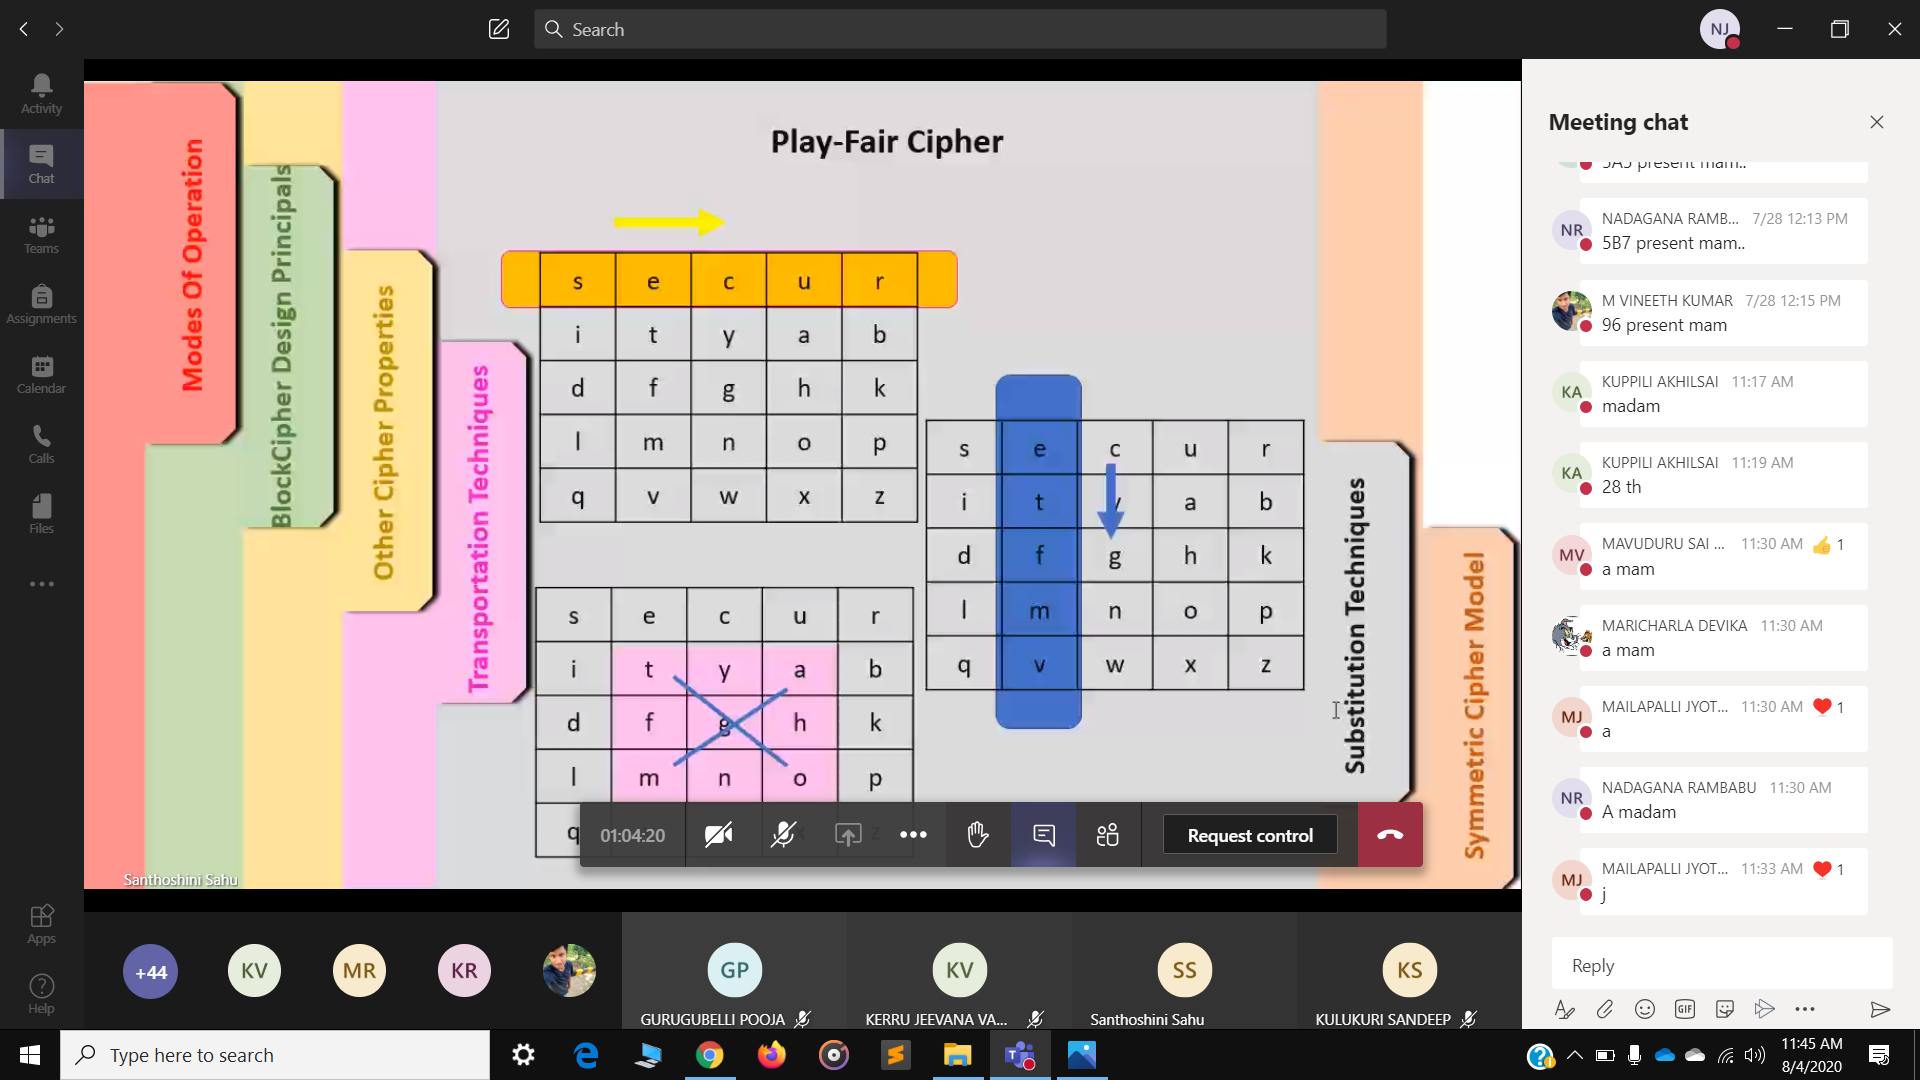 Search
NJ
Activity
Chat
Teams
Assignments
Calendar
Calls
Files
Apps
Help
Modes Of Operation
BlockCipher Design Principals
Other Cipher Properties
Transportation Techniques
Play-Fair Cipher
s e c u r
i t y a b
d f g h k
l m n o p
q v w x z
s e c u r
i t a b
d f g h k
l m n o p
q v w x z
s e c u r
i t y a b
d f g h k
l m n o p
q z
Substitution Techniques
Symmetric Cipher Model
01:04:20
Request control
Santhoshini Sahu
+44
KV
MR
KR
GP
GURUGUBELLI POOJA
KV
KERRU JEEVANA VA...
SS
Santhoshini Sahu
KS
KULUKURI SANDEEP
Meeting chat
5A5 present mam..
NR
NADAGANA RAMB... 7/28 12:13 PM
5B7 present mam..
M VINEETH KUMAR 7/28 12:15 PM
96 present mam
KA
KUPPILI AKHILSAI 11:17 AM
madam
KA
KUPPILI AKHILSAI 11:19 AM
28 th
MV
MAVUDURU SAI ... 11:30 AM 1
a mam
MARICHARLA DEVIKA 11:30 AM
a mam
MJ
MAILAPALLI JYOT... 11:30 AM 1
a
NR
NADAGANA RAMBABU 11:30 AM
A madam
MJ
MAILAPALLI JYOT... 11:33 AM 1
j
Reply
GIF
Type here to search
11:45 AM
8/4/2020